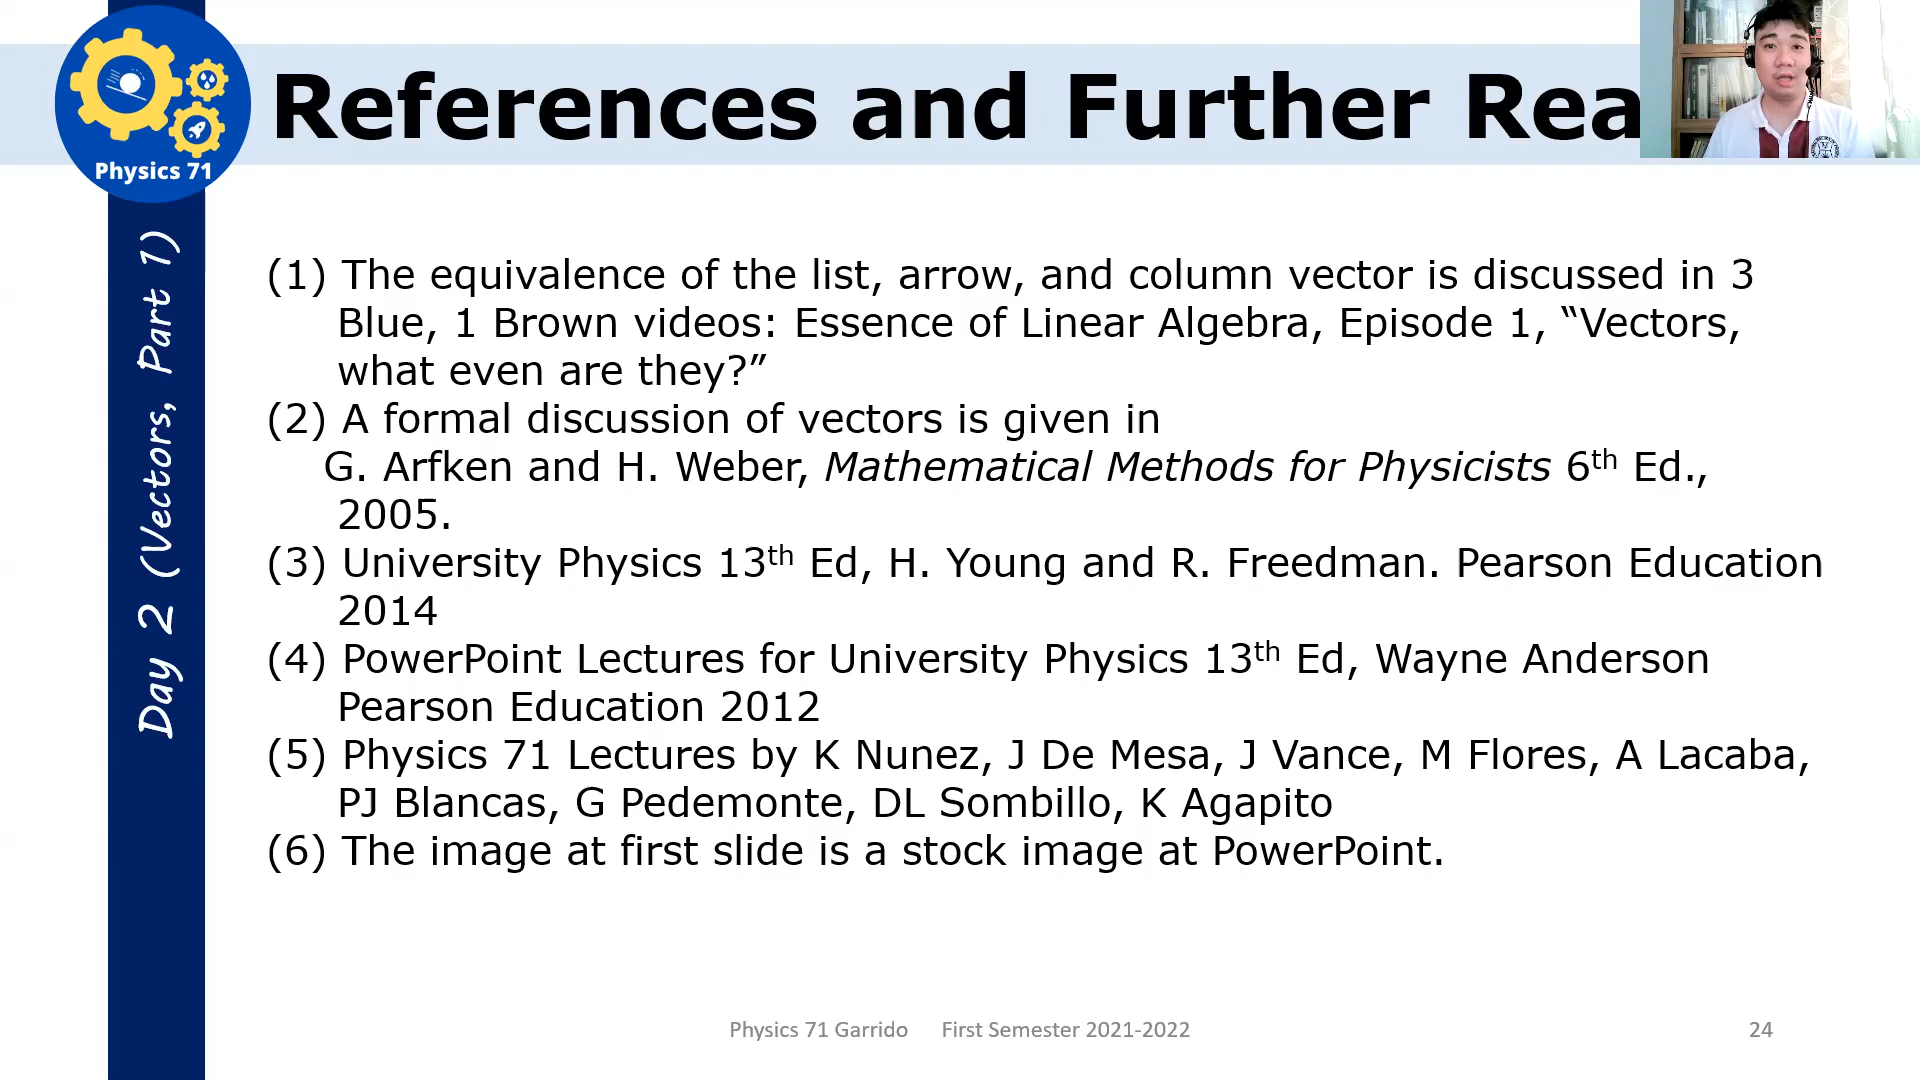 References and Further Rea
Physics 71
Day 2 (Vectors, Part 1)
(1) The equivalence of the list, arrow, and column vector is discussed in 3
Blue, 1 Brown videos: Essence of Linear Algebra, Episode 1, “Vectors,
what even are they?”
(2) A formal discussion of vectors is given in
G. Arfken and H. Weber, Mathematical Methods for Physicists 6th Ed.,
2005.
(3) University Physics 13th Ed, H. Young and R. Freedman. Pearson Education
2014
(4) PowerPoint Lectures for University Physics 13th Ed, Wayne Anderson
Pearson Education 2012
(5) Physics 71 Lectures by K Nunez, J De Mesa, J Vance, M Flores, A Lacaba,
PJ Blancas, G Pedemonte, DL Sombillo, K Agapito
(6) The image at first slide is a stock image at PowerPoint.
Physics 71 Garrido First Semester 2021-2022
24